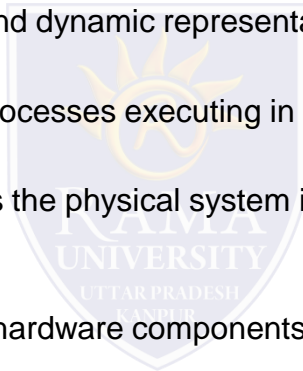 nd dynamic representa
ocesses executing in
s the physical system i
RAMA
UNIVERSITY
UTTAR PRADESH
KANPUR
hardware components